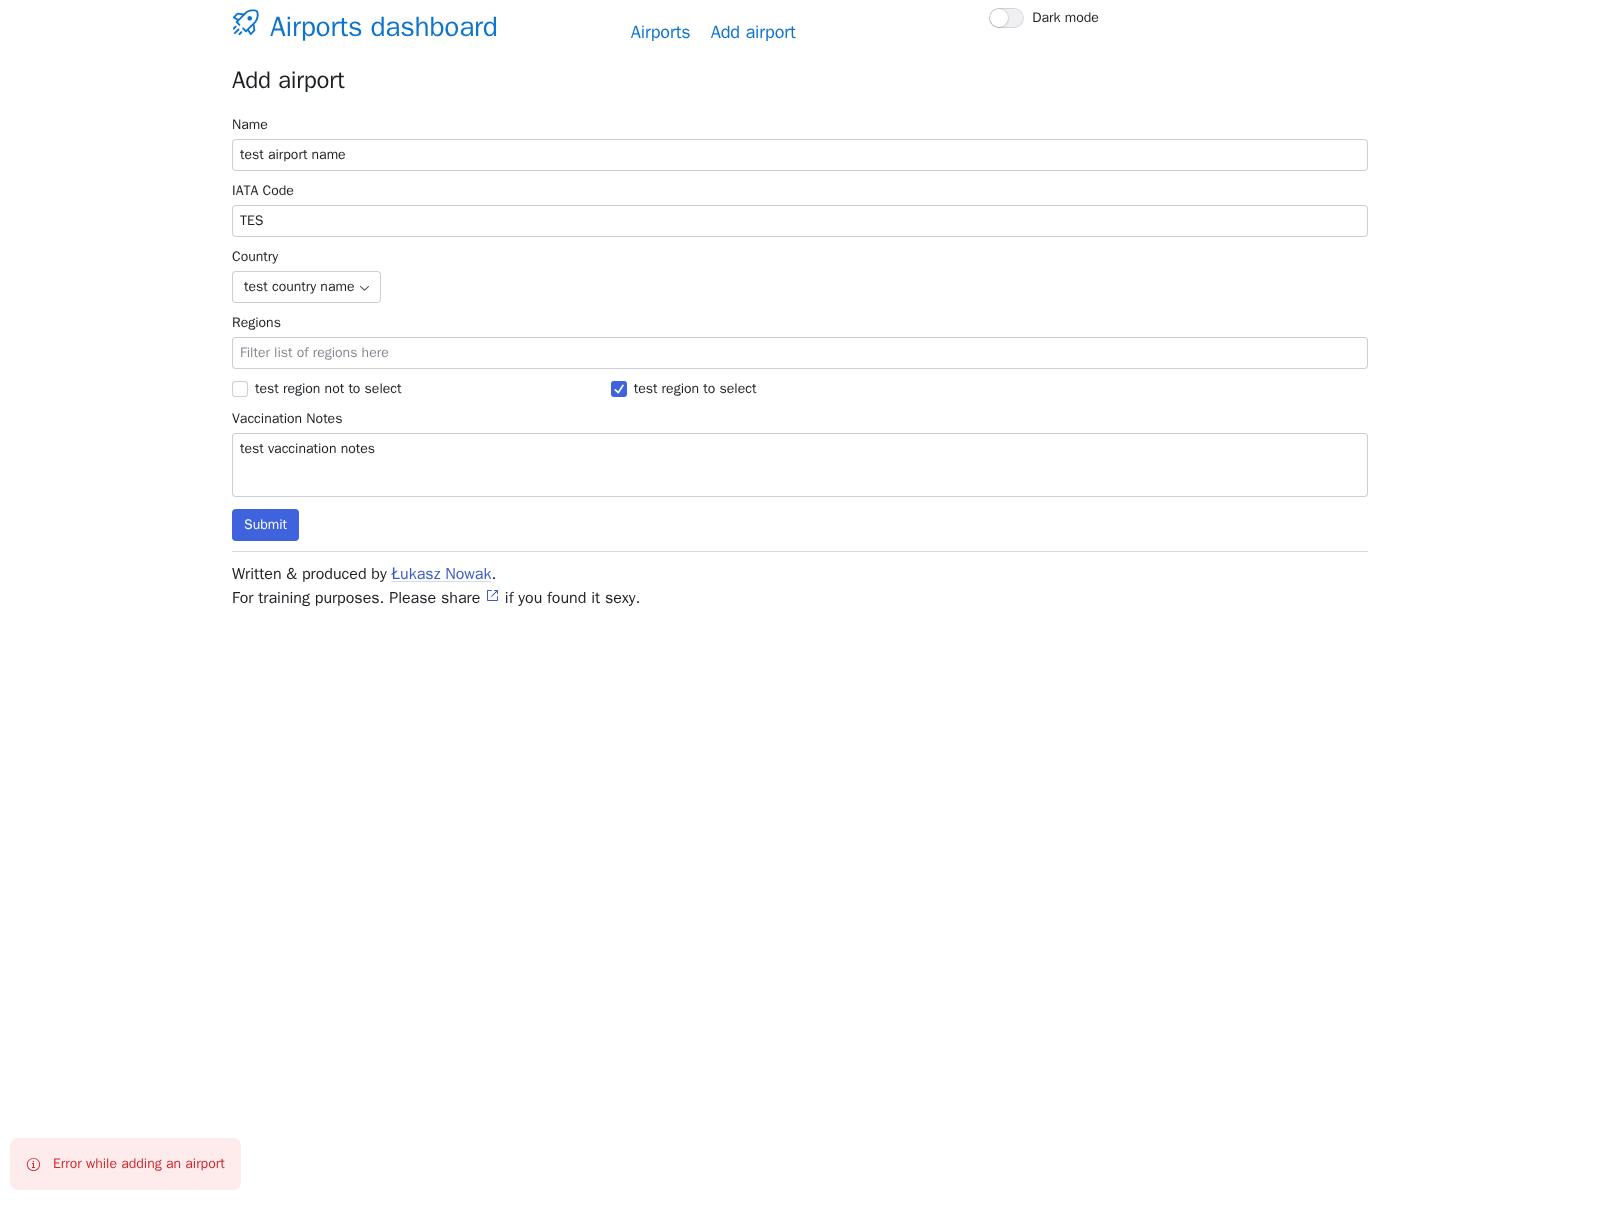 Airports dashboard
Airports Add airport
Dark mode
Add airport
Name
test airport name
IATA Code
TES
Country
test country name
Regions
Filter list of regions here
test region not to select
test region to select
Vaccination Notes
test vaccination notes
Submit
Written & produced by Łukasz Nowak.
For training purposes. Please share if you found it sexy.
Error while adding an airport